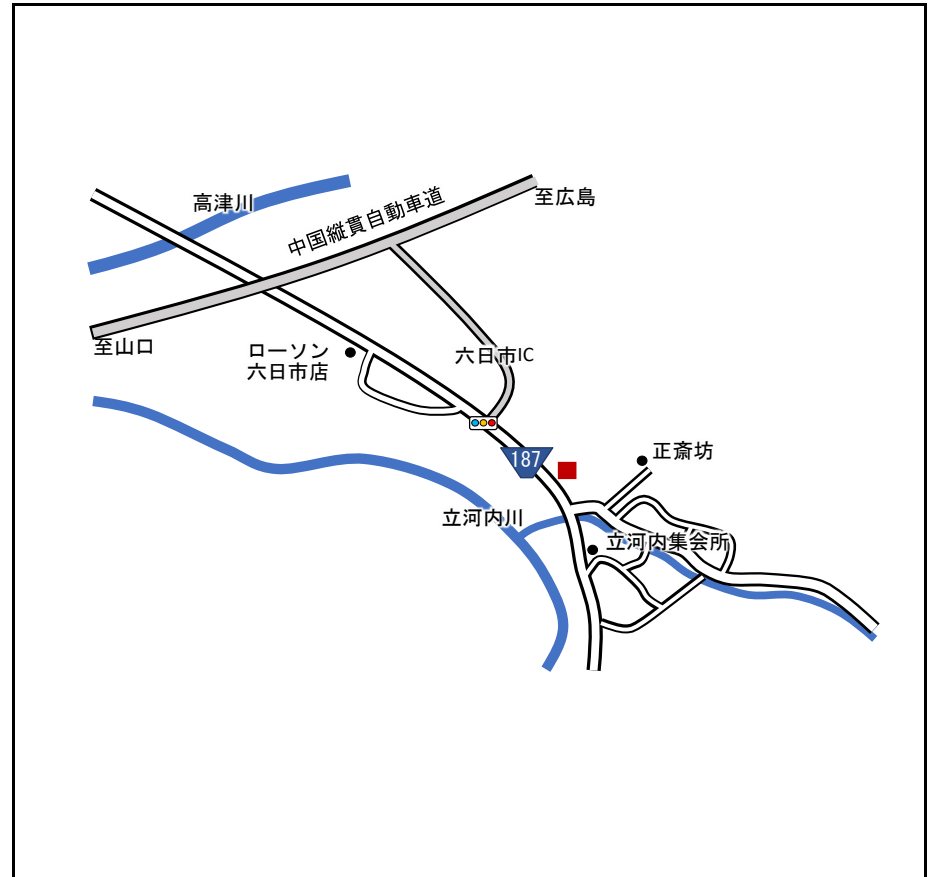 高津川
中国縦貫自動車道
至広島
至山口
ローソン
六日市店
六日市IC
187
正斎坊
立河内川
立河内集会所